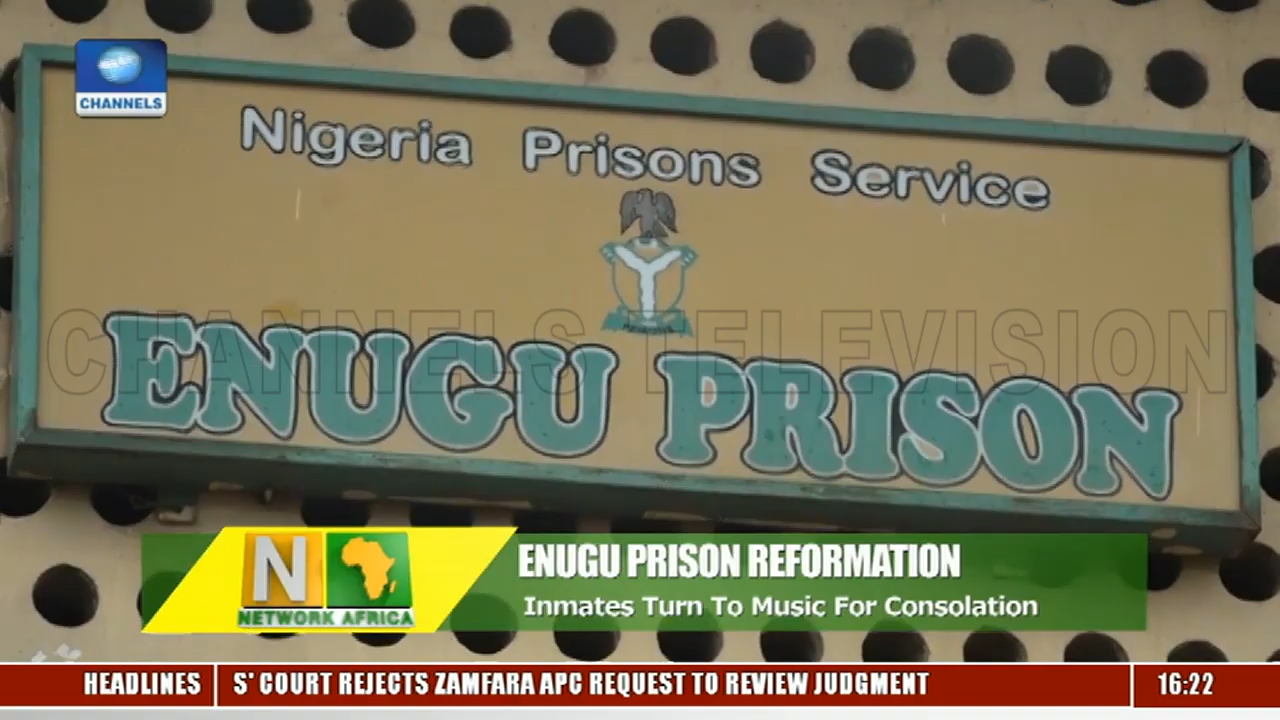 CHANNELS
Nigeria Prisons Service
CHANNELS TELEVISION
ENUGU PRISON
ENUGU PRISON REFORMATION
Inmates Turn To Music For Consolation
N
NETWORK AFRICA
HEADLINES
S' COURT REJECTS ZAMFARA APC REQUEST TO REVIEW JUDGMENT
16:22